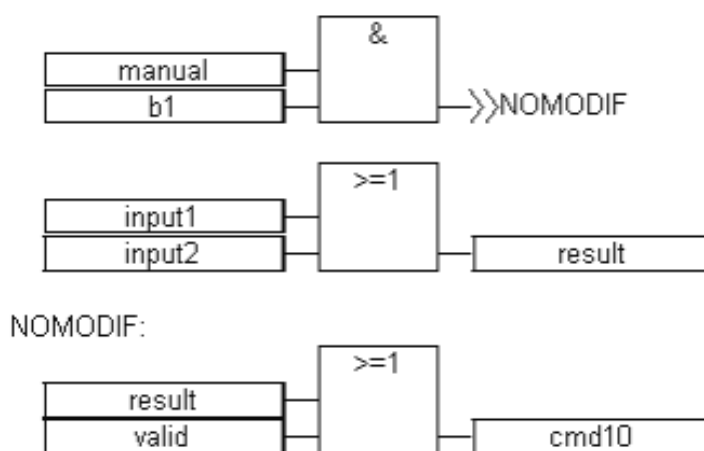 &
manual
b1
NOMODIF
>=1
input1
input2
result
NOMODIF:
>=1
result
valid
cmd10